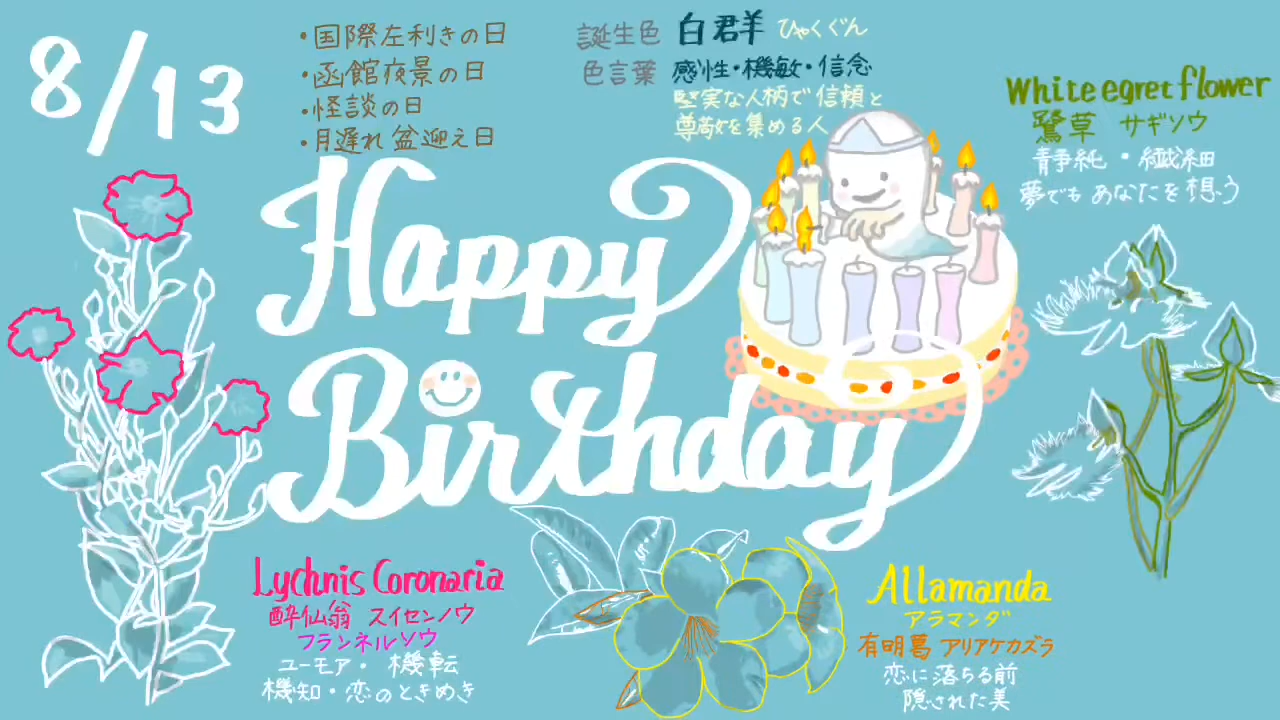 8/13
・国際左利きの日
・函館夜景の日
・怪談の日
・月遅れ盆迎え日
誕生色 白群 びゃくぐん
色言葉 感性・機敏・信念
堅実な人柄で信頼と
尊敬を集める人
White egret flower
鷺草 サギソウ
清純・繊細
夢でもあなたを想う
Happy
Birthday
Lychnis Coronaria
酔仙翁 スイセンノウ
フランネルソウ
ユーモア・機転
機知・恋のときめき
Allamanda
アラマンダ
有明葛 アリアケカズラ
恋に落ちる前
隠された美